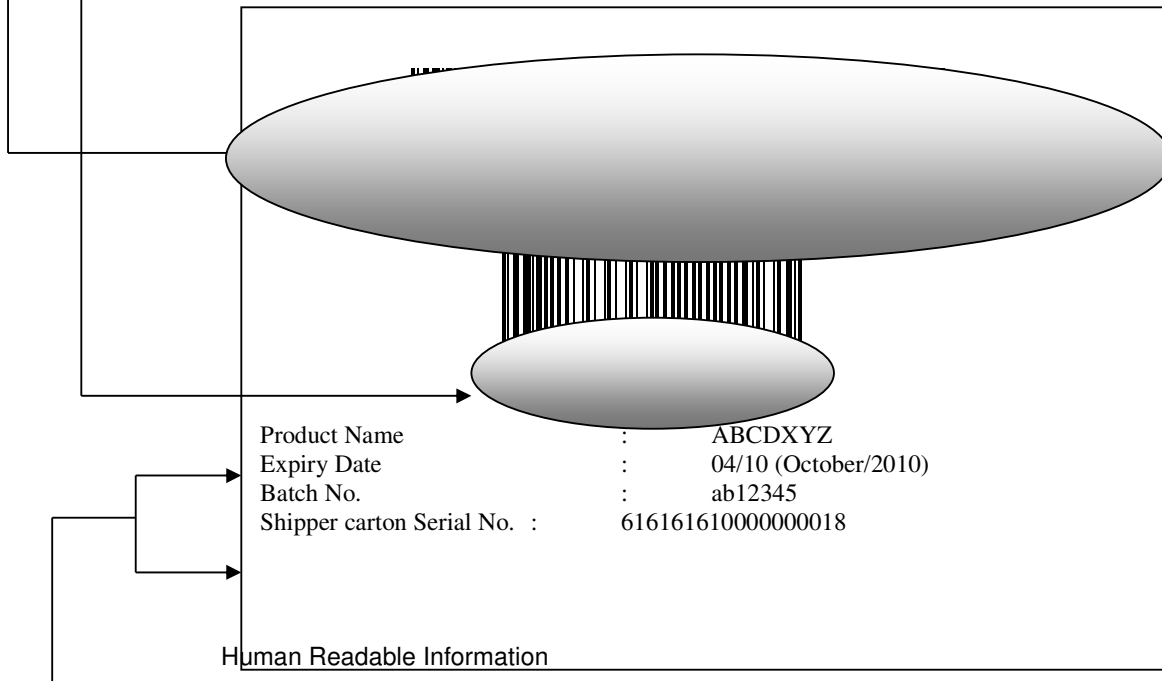 Product Name : ABCDXYZ
Expiry Date : 04/10 (October/2010)
Batch No. : ab12345
Shipper carton Serial No. : 616161610000000018
Human Readable Information